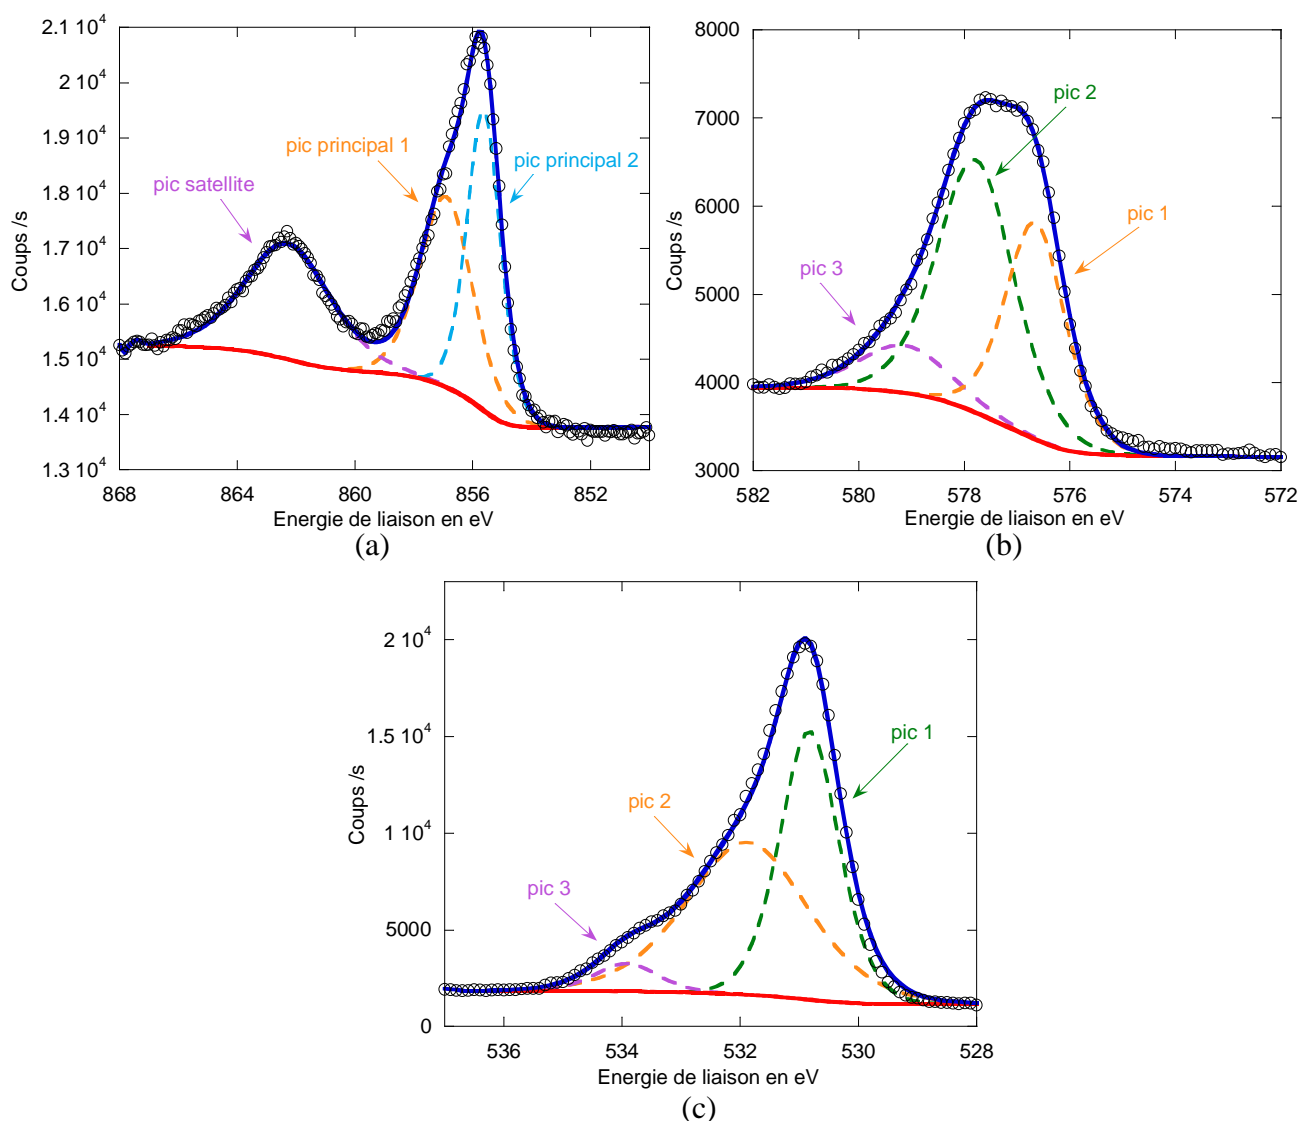 2.1 10⁴
2 10⁴
1.9 10⁴
1.8 10⁴
1.7 10⁴
1.6 10⁴
1.5 10⁴
1.4 10⁴
1.3 10⁴
Coups /s
pic principal 1
pic principal 2
pic satellite
868 864 860 856 852
Energie de liaison en eV
(a)
8000
7000
6000
5000
4000
3000
Coups /s
pic 2
pic 1
pic 3
582 580 578 576 574 572
Energie de liaison en eV
(b)
2 10⁴
1.5 10⁴
1 10⁴
5000
0
Coups /s
pic 1
pic 2
pic 3
536 534 532 530 528
Energie de liaison en eV
(c)